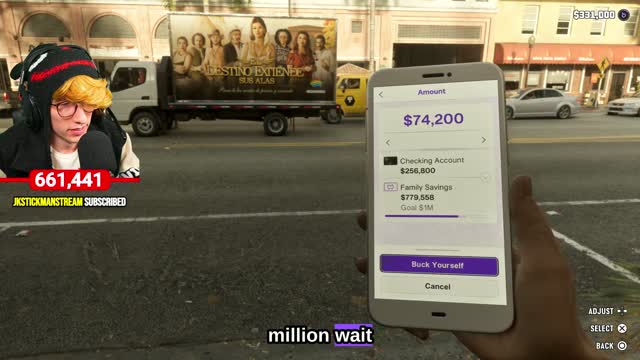 $331,000
DESTINO EXTIENDE
SUS ALAS
Amount
$74,200
Checking Account
$256,800
Family Savings
$779,558
Goal $1M
Buck Yourself
Cancel
661,441
JKSTICKMANSTREAM SUBSCRIBED
ADJUST
SELECT
BACK
million wait